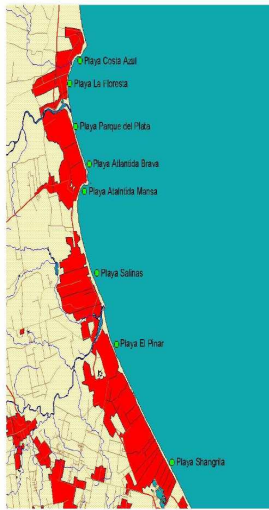 Playa Costa Azul
Playa La Floresta
Playa Parque del Plata
Playa Atlantida Brava
Playa Atalntida Mansa
Playa Salinas
Playa El Pinar
Playa Shangrila